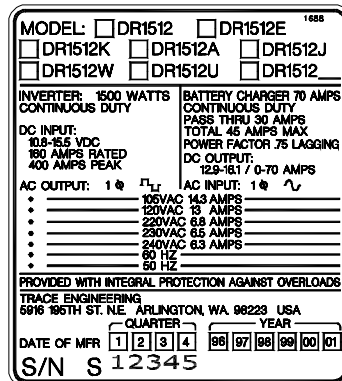 1688
MODEL: DR1512 DR1512E
DR1512K DR1512A DR1512J
DR1512W DR1512U DR1512__
INVERTER: 1500 WATTS
CONTINUOUS DUTY
DC INPUT:
10.8-15.5 VDC
160 AMPS RATED
400 AMPS PEAK
BATTERY CHARGER 70 AMPS
CONTINUOUS DUTY
PASS THRU 30 AMPS
TOTAL 45 AMPS MAX
POWER FACTOR .75 LAGGING
DC OUTPUT:
12.9-16.1 / 0-70 AMPS
AC OUTPUT: 1 Φ
AC INPUT: 1 Φ
105VAC 14.3 AMPS
120VAC 13 AMPS
220VAC 6.8 AMPS
230VAC 6.5 AMPS
240VAC 6.3 AMPS
60 HZ
50 HZ
PROVIDED WITH INTEGRAL PROTECTION AGAINST OVERLOADS
TRACE ENGINEERING
5916 195TH ST. N.E. ARLINGTON, WA. 98223 USA
QUARTER YEAR
DATE OF MFR 1 2 3 4 96 97 98 99 00 01
S/N S 12345